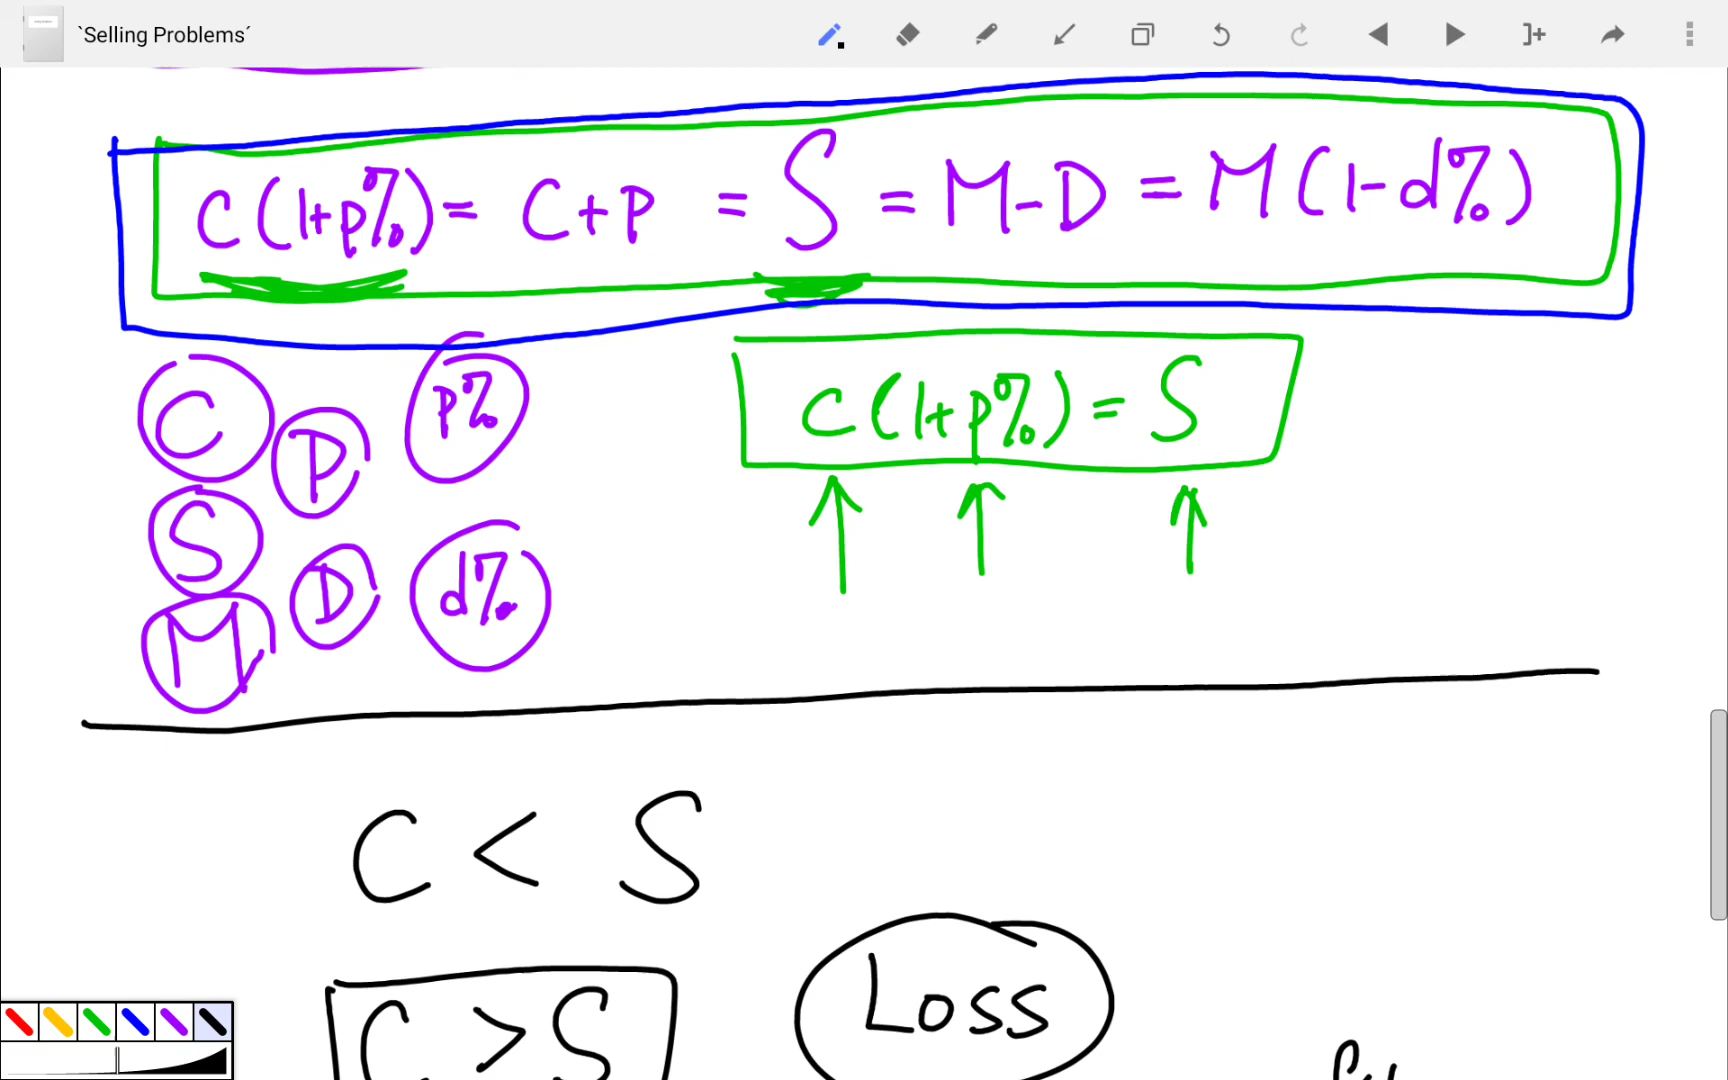 `Selling Problems´
C(1+p%) = C+P = S = M-D = M(1-d%)
C P p%
C(1+p%) = S
S D d%
M
C < S
C > S Loss